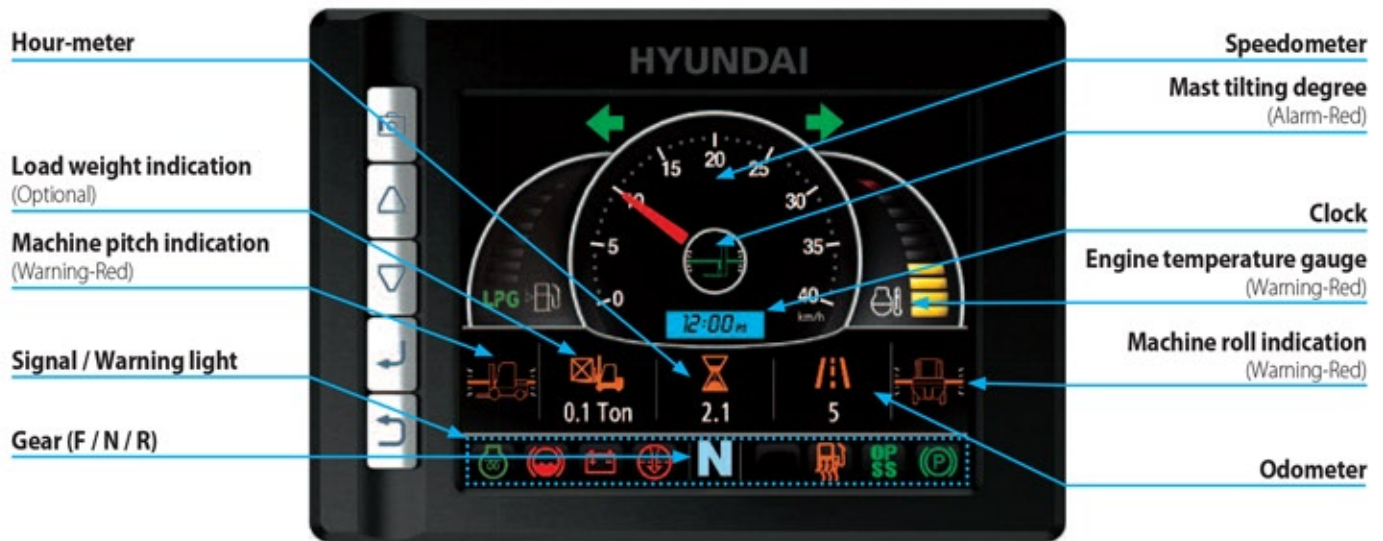 Hour-meter
Load weight indication
(Optional)
Machine pitch indication
(Warning-Red)
Signal / Warning light
Gear (F / N / R)
HYUNDAI
0
5
10
15
20
25
30
35
40
km/h
LPG
12:00 PM
0.1 Ton
2.1
5
N
OP
SS
P
Speedometer
Mast tilting degree
(Alarm-Red)
Clock
Engine temperature gauge
(Warning-Red)
Machine roll indication
(Warning-Red)
Odometer